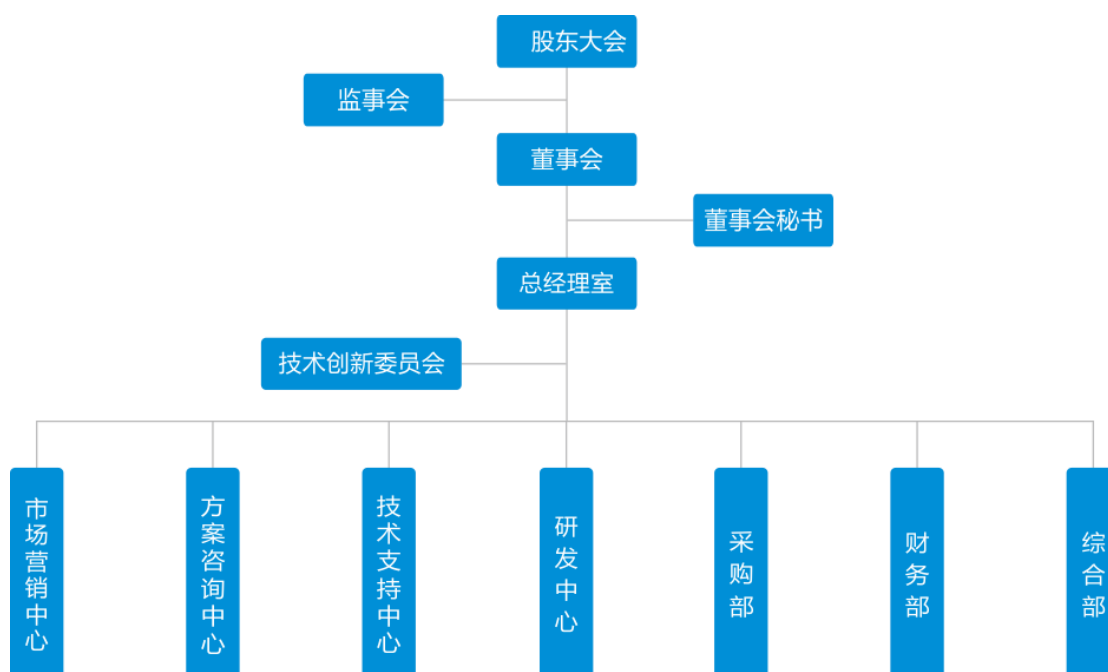 股东大会
监事会
董事会
董事会秘书
总经理室
技术创新委员会
市场营销中心
方案咨询中心
技术支持中心
研发中心
采购部
财务部
综合部